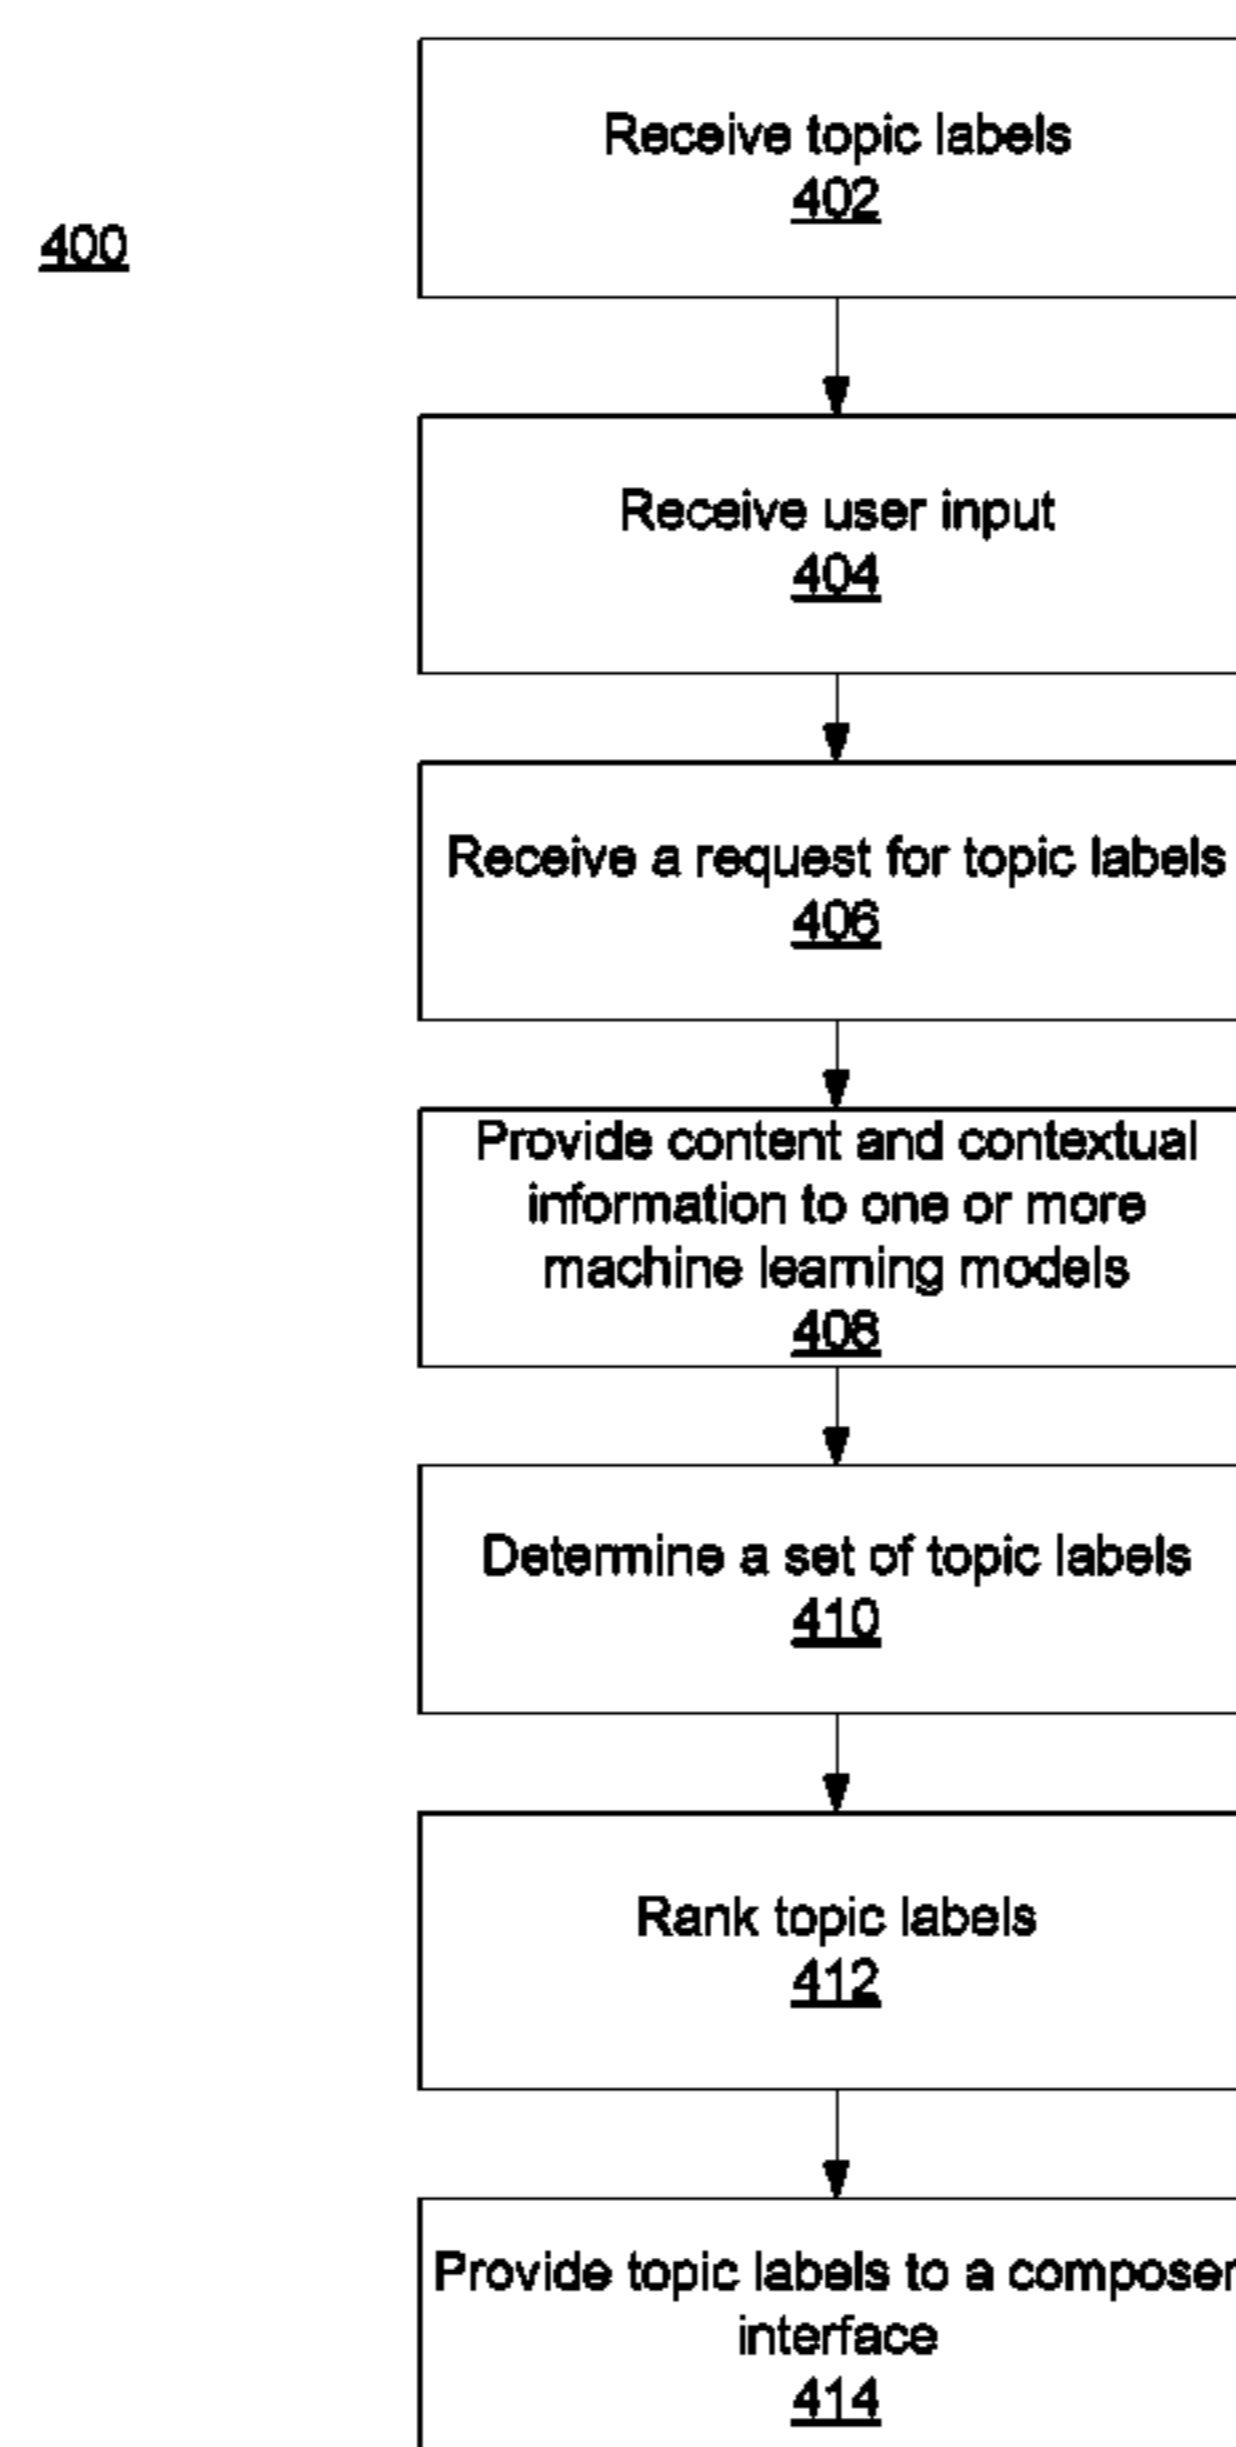 Receive topic labels
402
400
Receive user input
404
Receive a request for topic labels
406
Provide content and contextual
information to one or more
machine learning models
408
Determine a set of topic labels
410
Rank topic labels
412
Provide topic labels to a composer
interface
414